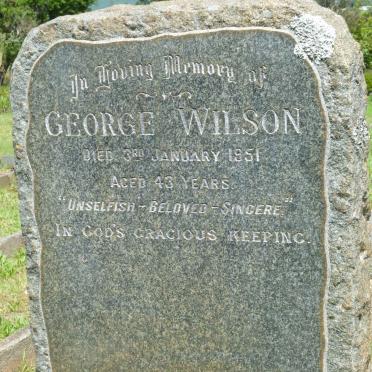 In Loving Memory of
GEORGE WILSON
DIED 3RD JANUARY 1951
AGED 43 YEARS.
"UNSELFISH - BELOVED - SINCERE."
IN GOD'S GRACIOUS KEEPING.